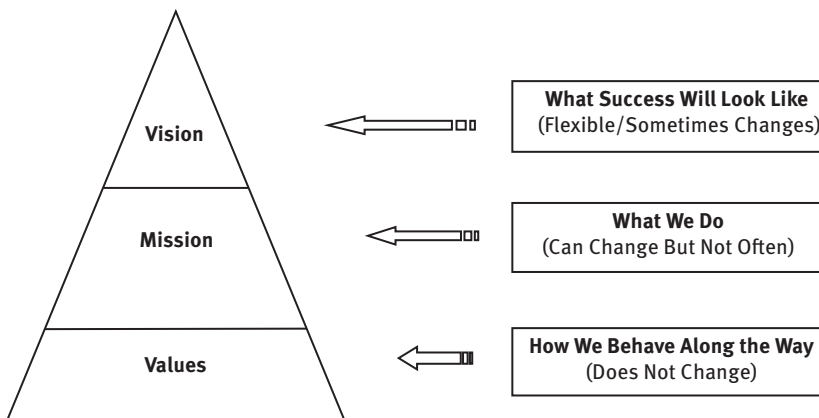 Vision
What Success Will Look Like
(Flexible/Sometimes Changes)
Mission
What We Do
(Can Change But Not Often)
Values
How We Behave Along the Way
(Does Not Change)